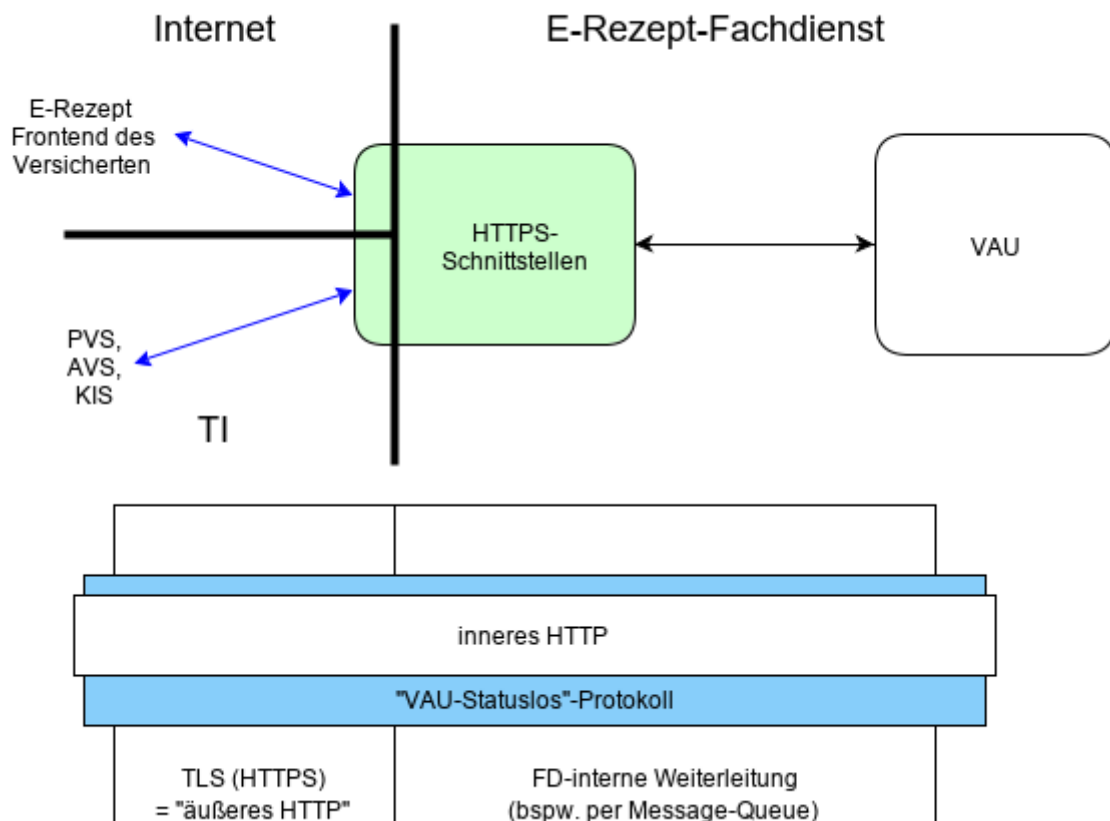 Internet
E-Rezept-Fachdienst
E-Rezept
Frontend des
Versicherten
HTTPS-
Schnittstellen
VAU
PVS,
AVS,
KIS
TI
inneres HTTP
"VAU-Statuslos"-Protokoll
TLS (HTTPS)
= "äußeres HTTP"
FD-interne Weiterleitung
(bspw. per Message-Queue)